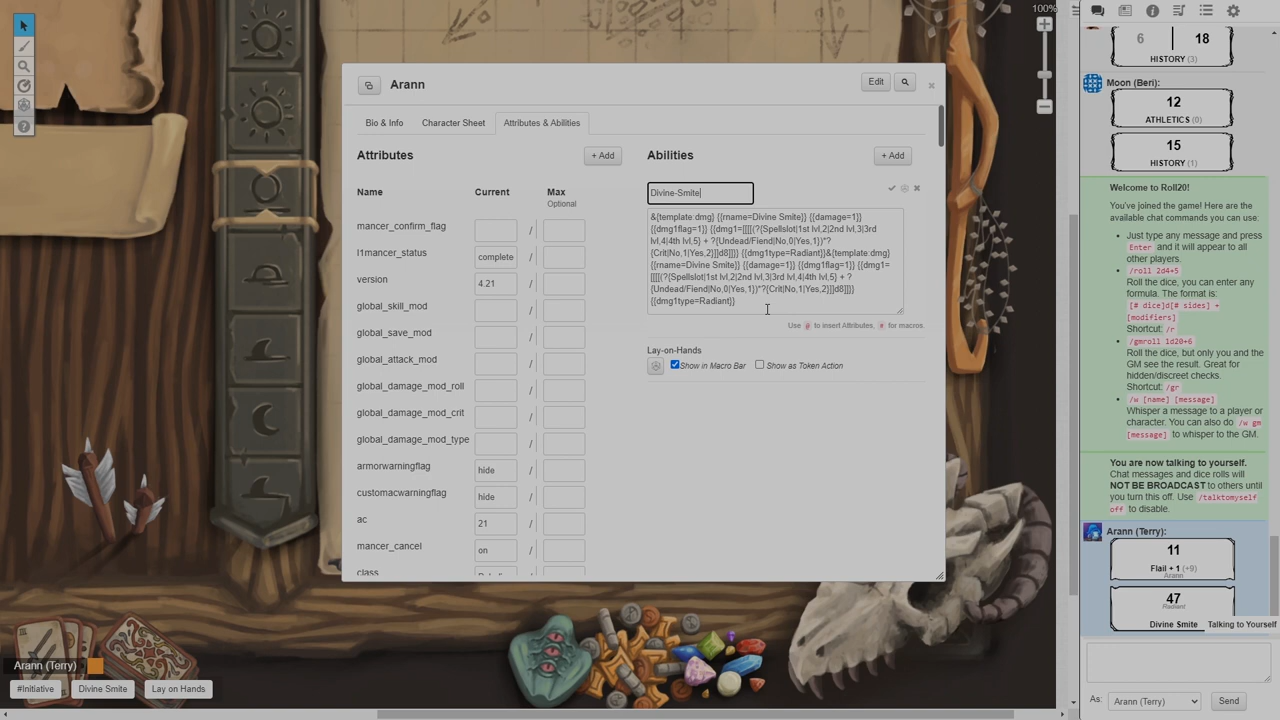 100%
Arann
Edit
Bio & Info
Character Sheet
Attributes & Abilities
Attributes
+ Add
Name
Current
Max
Optional
mancer_confirm_flag
/
l1mancer_status
complete
/
version
4.21
/
global_skill_mod
/
global_save_mod
/
global_attack_mod
/
global_damage_mod_roll
/
global_damage_mod_crit
/
global_damage_mod_type
/
armorwarningflag
hide
/
customacwarningflag
hide
/
ac
21
/
mancer_cancel
on
/
class
Abilities
+ Add
Divine-Smite
&{template:dmg} {{rname=Divine Smite}} {{damage=1}}
{{dmg1flag=1}} {{dmg1=[[[[(?{Spellslot|1st lvl,2|2nd lvl,3|3rd
lvl,4|4th lvl,5} + ?{Undead/Fiend|No,0|Yes,1})*?
{Crit|No,1|Yes,2}]]d8]]}} {{dmg1type=Radiant}}&{template:dmg}
{{rname=Divine Smite}} {{damage=1}} {{dmg1flag=1}} {{dmg1=
[[[[(?{Spellslot|1st lvl,2|2nd lvl,3|3rd lvl,4|4th lvl,5} + ?
{Undead/Fiend|No,0|Yes,1})*?{Crit|No,1|Yes,2}]]d8]]}}
{{dmg1type=Radiant}}
Use @ to insert Attributes, # for macros.
Lay-on-Hands
Show in Macro Bar
Show as Token Action
6 | 18
HISTORY (3)
Moon (Beri):
12
ATHLETICS (0)
15
HISTORY (1)
Welcome to Roll20!
You've joined the game! Here are the
available chat commands you can use:
Just type any message and press
Enter and it will appear to all
other players.
/roll 2d4+5
Roll the dice, you can enter any
formula. The format is:
[# dice]d[# sides] +
[modifiers]
Shortcut: /r
/gmroll 1d20+6
Roll the dice, but only you and the
GM see the result. Great for
hidden/discreet checks.
Shortcut: /gr
/w [name] [message]
Whisper a message to a player or
character. You can also do /w gm
[message] to whisper to the GM.
You are now talking to yourself.
Chat messages and dice rolls will
NOT BE BROADCAST to others until
you turn this off. Use /talktomyself
off to disable.
Arann (Terry):
11
Flail + 1 (+9)
Arann
47
Radiant
Divine Smite
Talking to Yourself
As:
Arann (Terry)
Send
Arann (Terry)
#Initiative
Divine Smite
Lay on Hands